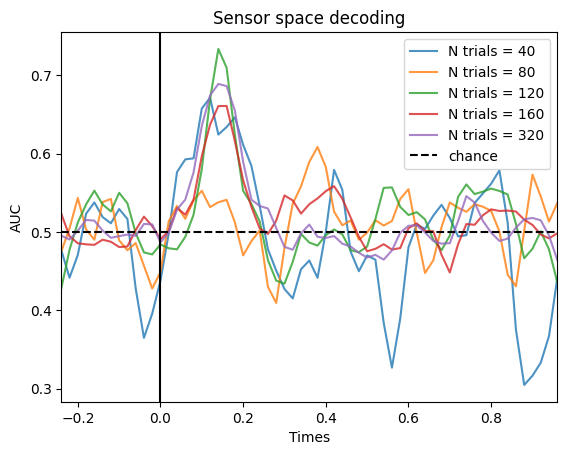 Sensor space decoding
AUC
0.7
0.6
0.5
0.4
0.3
N trials = 40
N trials = 80
N trials = 120
N trials = 160
N trials = 320
chance
−0.2 0.0 0.2 0.4 0.6 0.8
Times